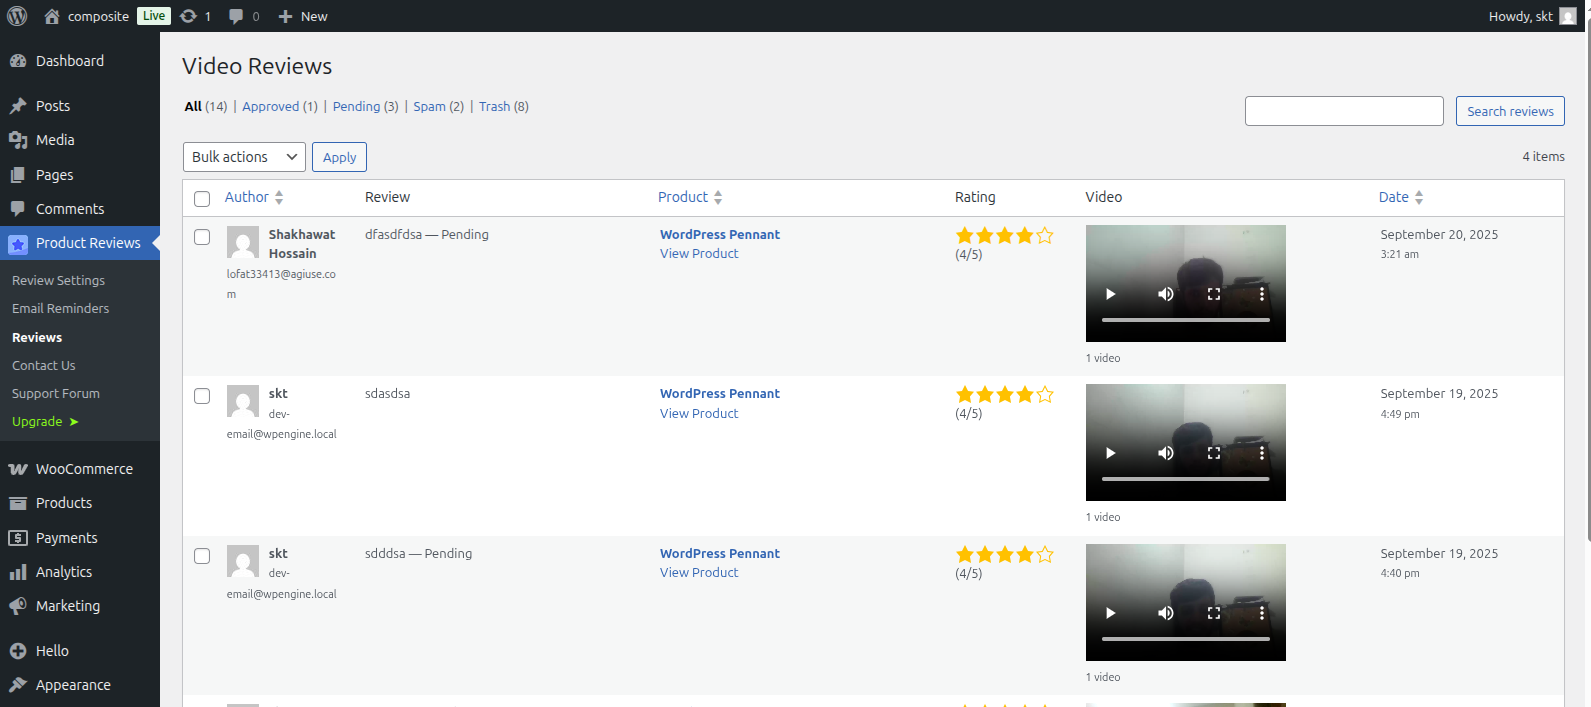 composite Live 1 0 New Howdy, skt
Dashboard
Posts
Media
Pages
Comments
Product Reviews
Review Settings
Email Reminders
Reviews
Contact Us
Support Forum
Upgrade ➤
WooCommerce
Products
Payments
Analytics
Marketing
Hello
Appearance
Video Reviews
All (14) | Approved (1) | Pending (3) | Spam (2) | Trash (8)
Search reviews
Bulk actions Apply 4 items
Author Review Product Rating Video Date
Shakhawat Hossain
lofat33413@agiuse.co
m
dfasdfdsa — Pending
WordPress Pennant
View Product
(4/5)
1 video
September 20, 2025
3:21 am
skt
dev-
email@wpengine.local
sdasdsa
WordPress Pennant
View Product
(4/5)
1 video
September 19, 2025
4:49 pm
skt
dev-
email@wpengine.local
sdddsa — Pending
WordPress Pennant
View Product
(4/5)
1 video
September 19, 2025
4:40 pm